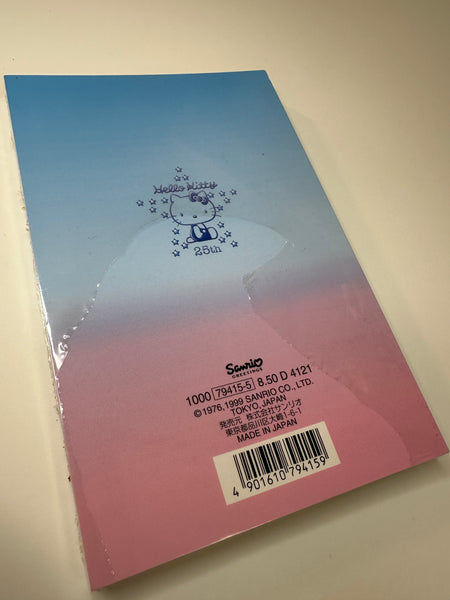 Hello Kitty
25th
Sanrio
GREETINGS
1000 79415-5 8.50 D 4121
©1976,1999 SANRIO CO., LTD.
TOKYO, JAPAN
発売元 株式会社サンリオ
東京都品川区大崎1-6-1
MADE IN JAPAN
4 901610 794159